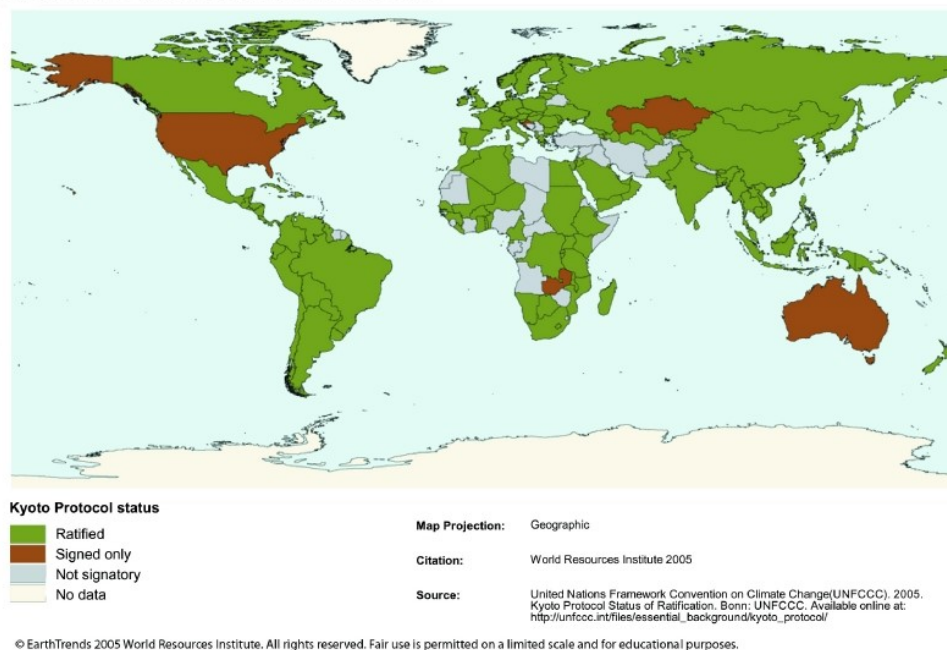 Kyoto Protocol status
Ratified
Signed only
Not signatory
No data
Map Projection: Geographic
Citation: World Resources Institute 2005
Source: United Nations Framework Convention on Climate Change(UNFCCC). 2005.
Kyoto Protocol Status of Ratification. Bonn: UNFCCC. Available online at:
http://unfccc.int/files/essential_background/kyoto_protocol/
© EarthTrends 2005 World Resources Institute. All rights reserved. Fair use is permitted on a limited scale and for educational purposes.